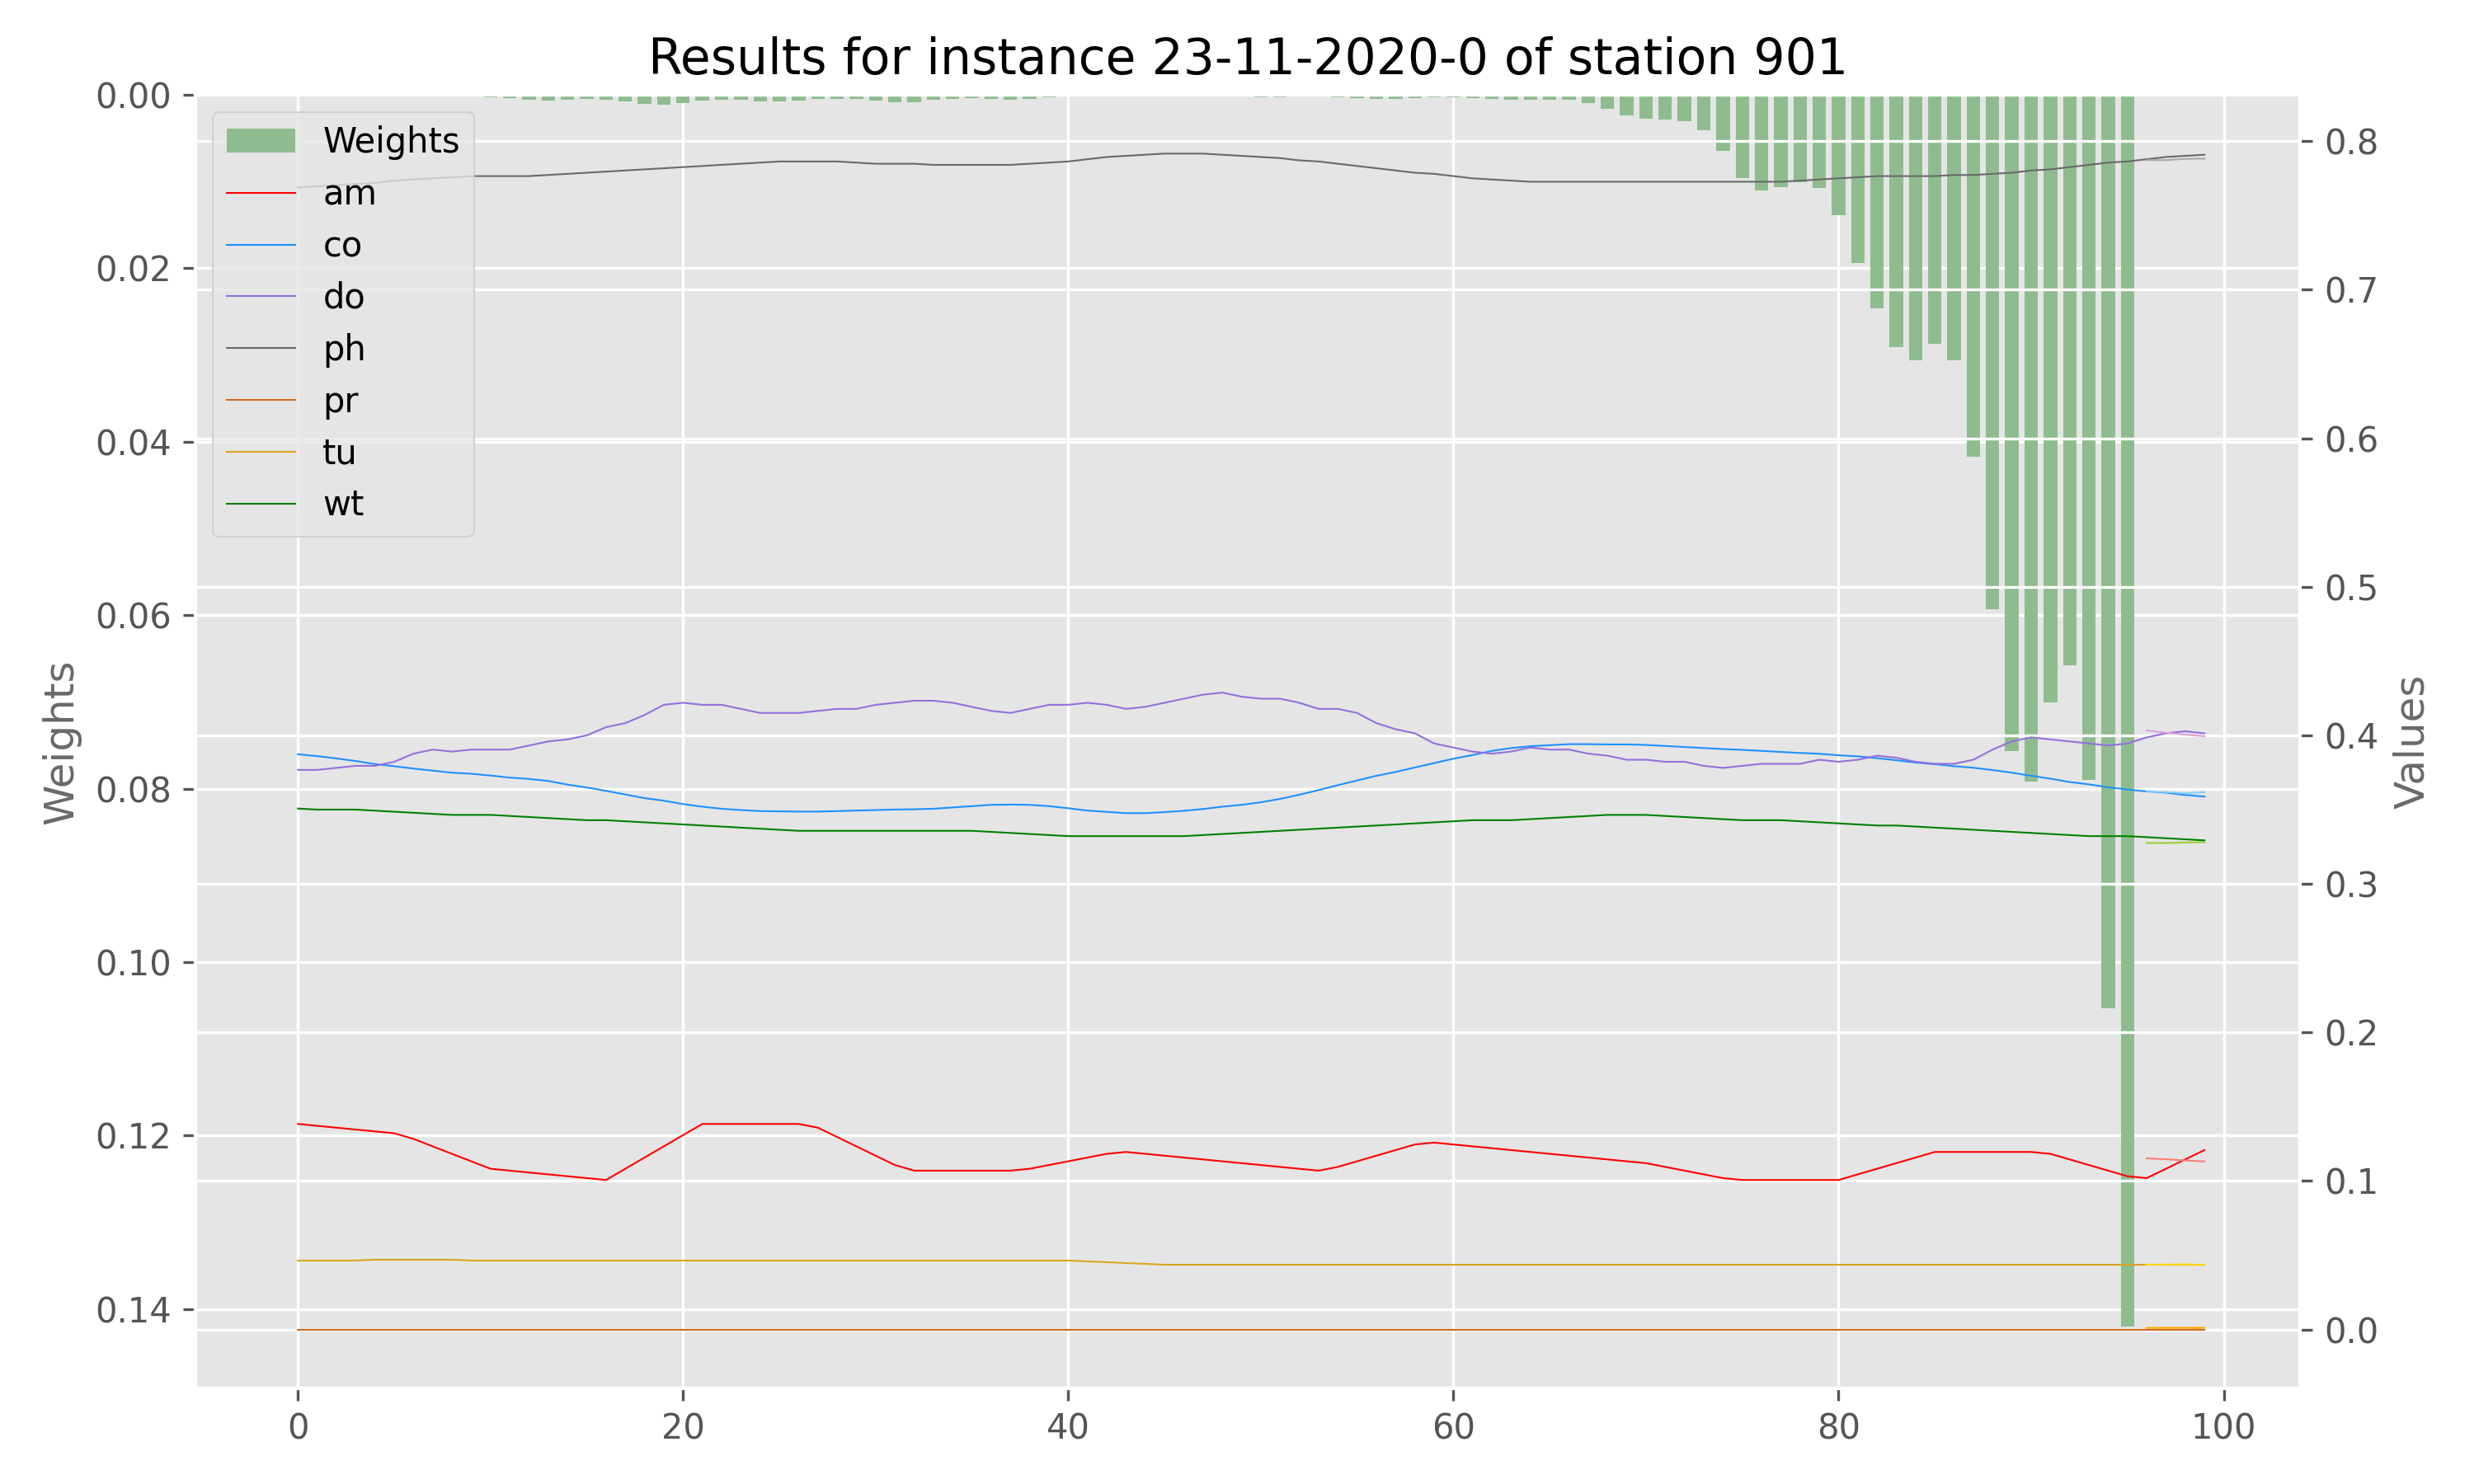 Results for instance 23-11-2020-0 of station 901
0.00
0.02
0.04
0.06
0.08
0.10
0.12
0.14
Weights
Weights
am
co
do
ph
pr
tu
wt
0.8
0.7
0.6
0.5
0.4
0.3
0.2
0.1
0.0
Values
0 20 40 60 80 100